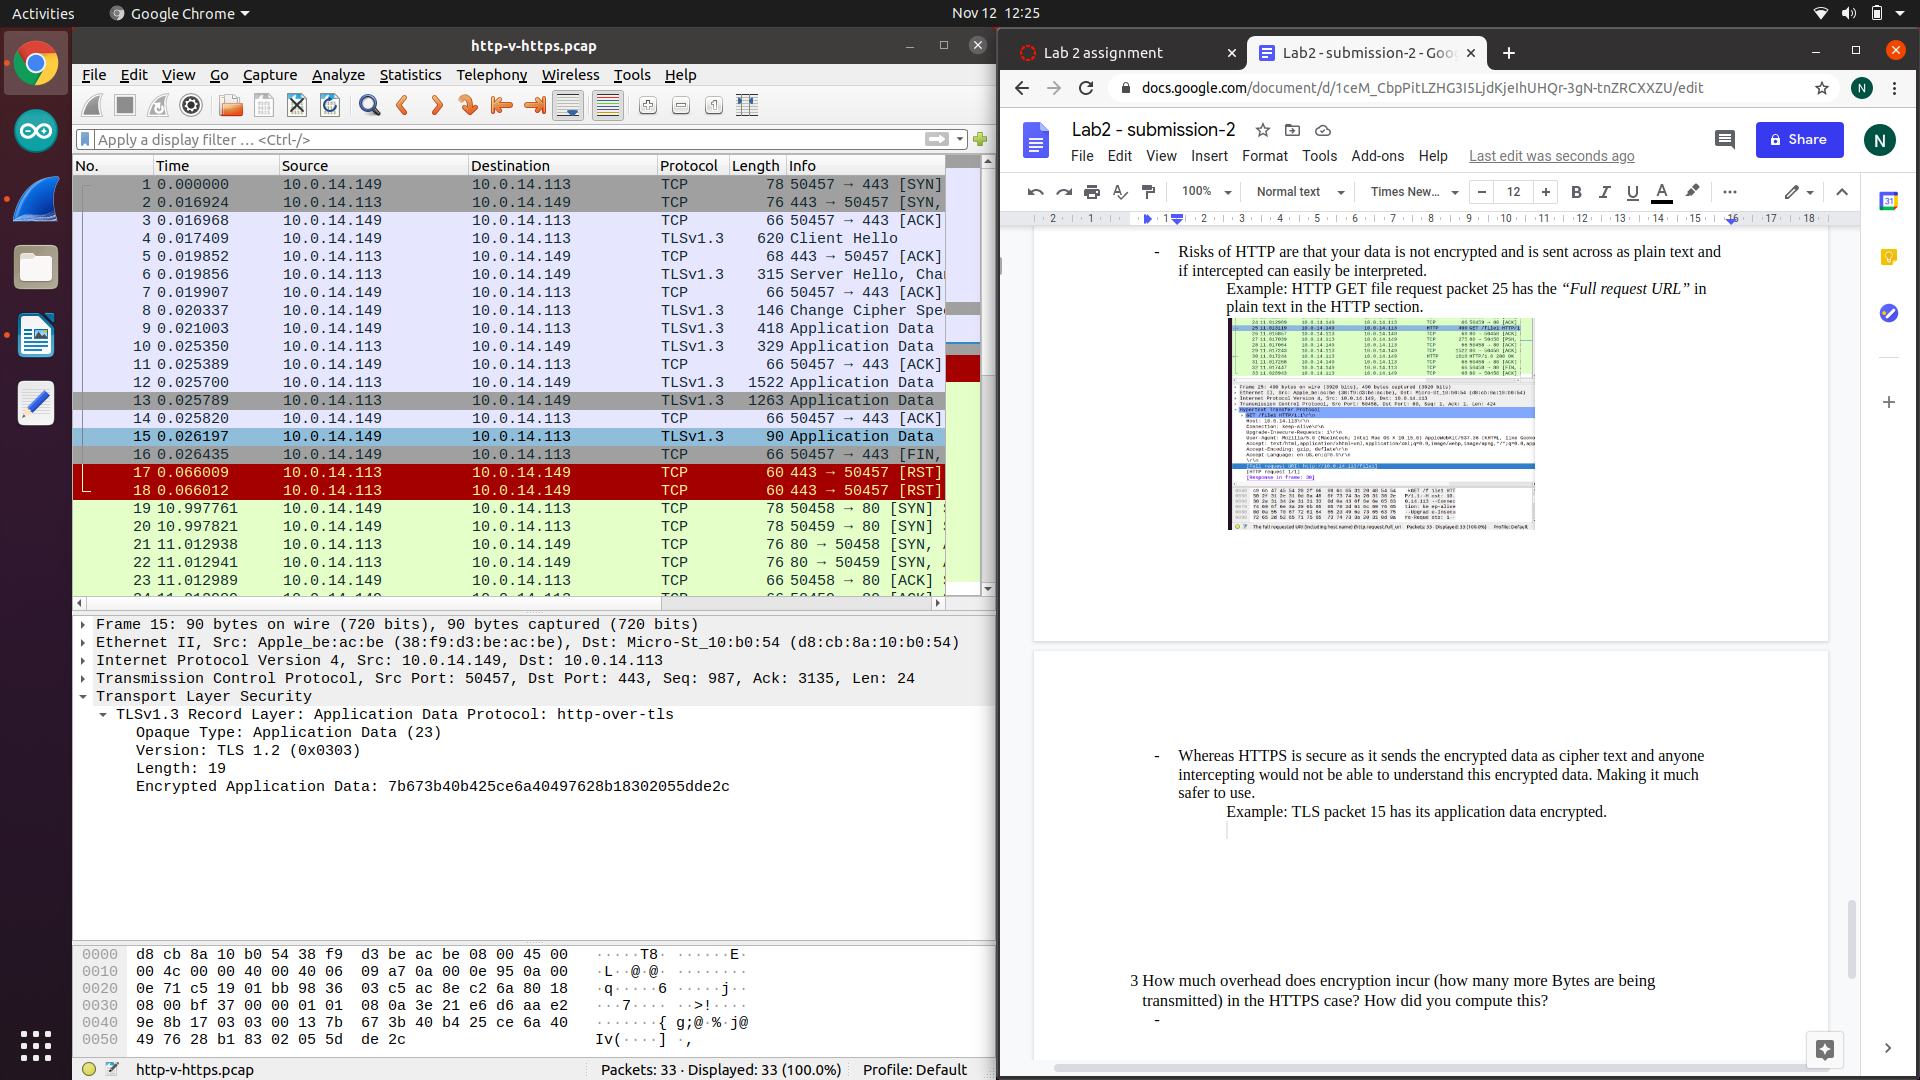 Activities
Google Chrome
Nov 12 12:25
http-v-https.pcap
File Edit View Go Capture Analyze Statistics Telephony Wireless Tools Help
Apply a display filter … <Ctrl-/>
No. Time Source Destination Protocol Length Info
1 0.000000 10.0.14.149 10.0.14.113 TCP 78 50457 → 443 [SYN]
2 0.016924 10.0.14.113 10.0.14.149 TCP 76 443 → 50457 [SYN,
3 0.016968 10.0.14.149 10.0.14.113 TCP 66 50457 → 443 [ACK]
4 0.017409 10.0.14.149 10.0.14.113 TLSv1.3 620 Client Hello
5 0.019852 10.0.14.113 10.0.14.149 TCP 68 443 → 50457 [ACK]
6 0.019856 10.0.14.113 10.0.14.149 TLSv1.3 315 Server Hello, Chan
7 0.019907 10.0.14.149 10.0.14.113 TCP 66 50457 → 443 [ACK]
8 0.020337 10.0.14.149 10.0.14.113 TLSv1.3 146 Change Cipher Spec
9 0.021003 10.0.14.149 10.0.14.113 TLSv1.3 418 Application Data
10 0.025350 10.0.14.113 10.0.14.149 TLSv1.3 329 Application Data
11 0.025389 10.0.14.149 10.0.14.113 TCP 66 50457 → 443 [ACK]
12 0.025700 10.0.14.113 10.0.14.149 TLSv1.3 1522 Application Data
13 0.025789 10.0.14.113 10.0.14.149 TLSv1.3 1263 Application Data
14 0.025820 10.0.14.149 10.0.14.113 TCP 66 50457 → 443 [ACK]
15 0.026197 10.0.14.149 10.0.14.113 TLSv1.3 90 Application Data
16 0.026435 10.0.14.149 10.0.14.113 TCP 66 50457 → 443 [FIN,
17 0.066009 10.0.14.113 10.0.14.149 TCP 60 443 → 50457 [RST]
18 0.066012 10.0.14.113 10.0.14.149 TCP 60 443 → 50457 [RST]
19 10.997761 10.0.14.149 10.0.14.113 TCP 78 50458 → 80 [SYN] S
20 10.997821 10.0.14.149 10.0.14.113 TCP 78 50459 → 80 [SYN] S
21 11.012938 10.0.14.113 10.0.14.149 TCP 76 80 → 50458 [SYN, A
22 11.012941 10.0.14.113 10.0.14.149 TCP 76 80 → 50459 [SYN, A
23 11.012989 10.0.14.149 10.0.14.113 TCP 66 50458 → 80 [ACK] S
Frame 15: 90 bytes on wire (720 bits), 90 bytes captured (720 bits)
Ethernet II, Src: Apple_be:ac:be (38:f9:d3:be:ac:be), Dst: Micro-St_10:b0:54 (d8:cb:8a:10:b0:54)
Internet Protocol Version 4, Src: 10.0.14.149, Dst: 10.0.14.113
Transmission Control Protocol, Src Port: 50457, Dst Port: 443, Seq: 987, Ack: 3135, Len: 24
Transport Layer Security
TLSv1.3 Record Layer: Application Data Protocol: http-over-tls
Opaque Type: Application Data (23)
Version: TLS 1.2 (0x0303)
Length: 19
Encrypted Application Data: 7b673b40b425ce6a40497628b18302055dde2c
0000 d8 cb 8a 10 b0 54 38 f9 d3 be ac be 08 00 45 00 ·····T8· ······E·
0010 00 4c 00 00 40 00 40 06 09 a7 0a 00 0e 95 0a 00 ·L··@·@· ········
0020 0e 71 c5 19 01 bb 98 36 03 c5 ac 8e c2 6a 80 18 ·q·····6 ·····j··
0030 08 00 bf 37 00 00 01 01 08 0a 3e 21 e6 d6 aa e2 ···7···· ··>!····
0040 9e 8b 17 03 03 00 13 7b 67 3b 40 b4 25 ce 6a 40 ·······{ g;@·%·j@
0050 49 76 28 b1 83 02 05 5d de 2c Iv(····] ·,
http-v-https.pcap
Packets: 33 · Displayed: 33 (100.0%)
Profile: Default
Lab 2 assignment
Lab2 - submission-2 - Goo
docs.google.com/document/d/1ceM_CbpPitLZHG3I5LjdKjeIhUHQr-3gN-tnZRCXXZU/edit
N
Lab2 - submission-2
Share
N
File Edit View Insert Format Tools Add-ons Help Last edit was seconds ago
100% Normal text Times New... 12 B I U A
2 1 1 2 3 4 5 6 7 8 9 10 11 12 13 14 15 16 17 18
31
- Risks of HTTP are that your data is not encrypted and is sent across as plain text and
if intercepted can easily be interpreted.
Example: HTTP GET file request packet 25 has the “Full request URL” in
plain text in the HTTP section.
- Whereas HTTPS is secure as it sends the encrypted data as cipher text and anyone
intercepting would not be able to understand this encrypted data. Making it much
safer to use.
Example: TLS packet 15 has its application data encrypted.
3 How much overhead does encryption incur (how many more Bytes are being
transmitted) in the HTTPS case? How did you compute this?
-